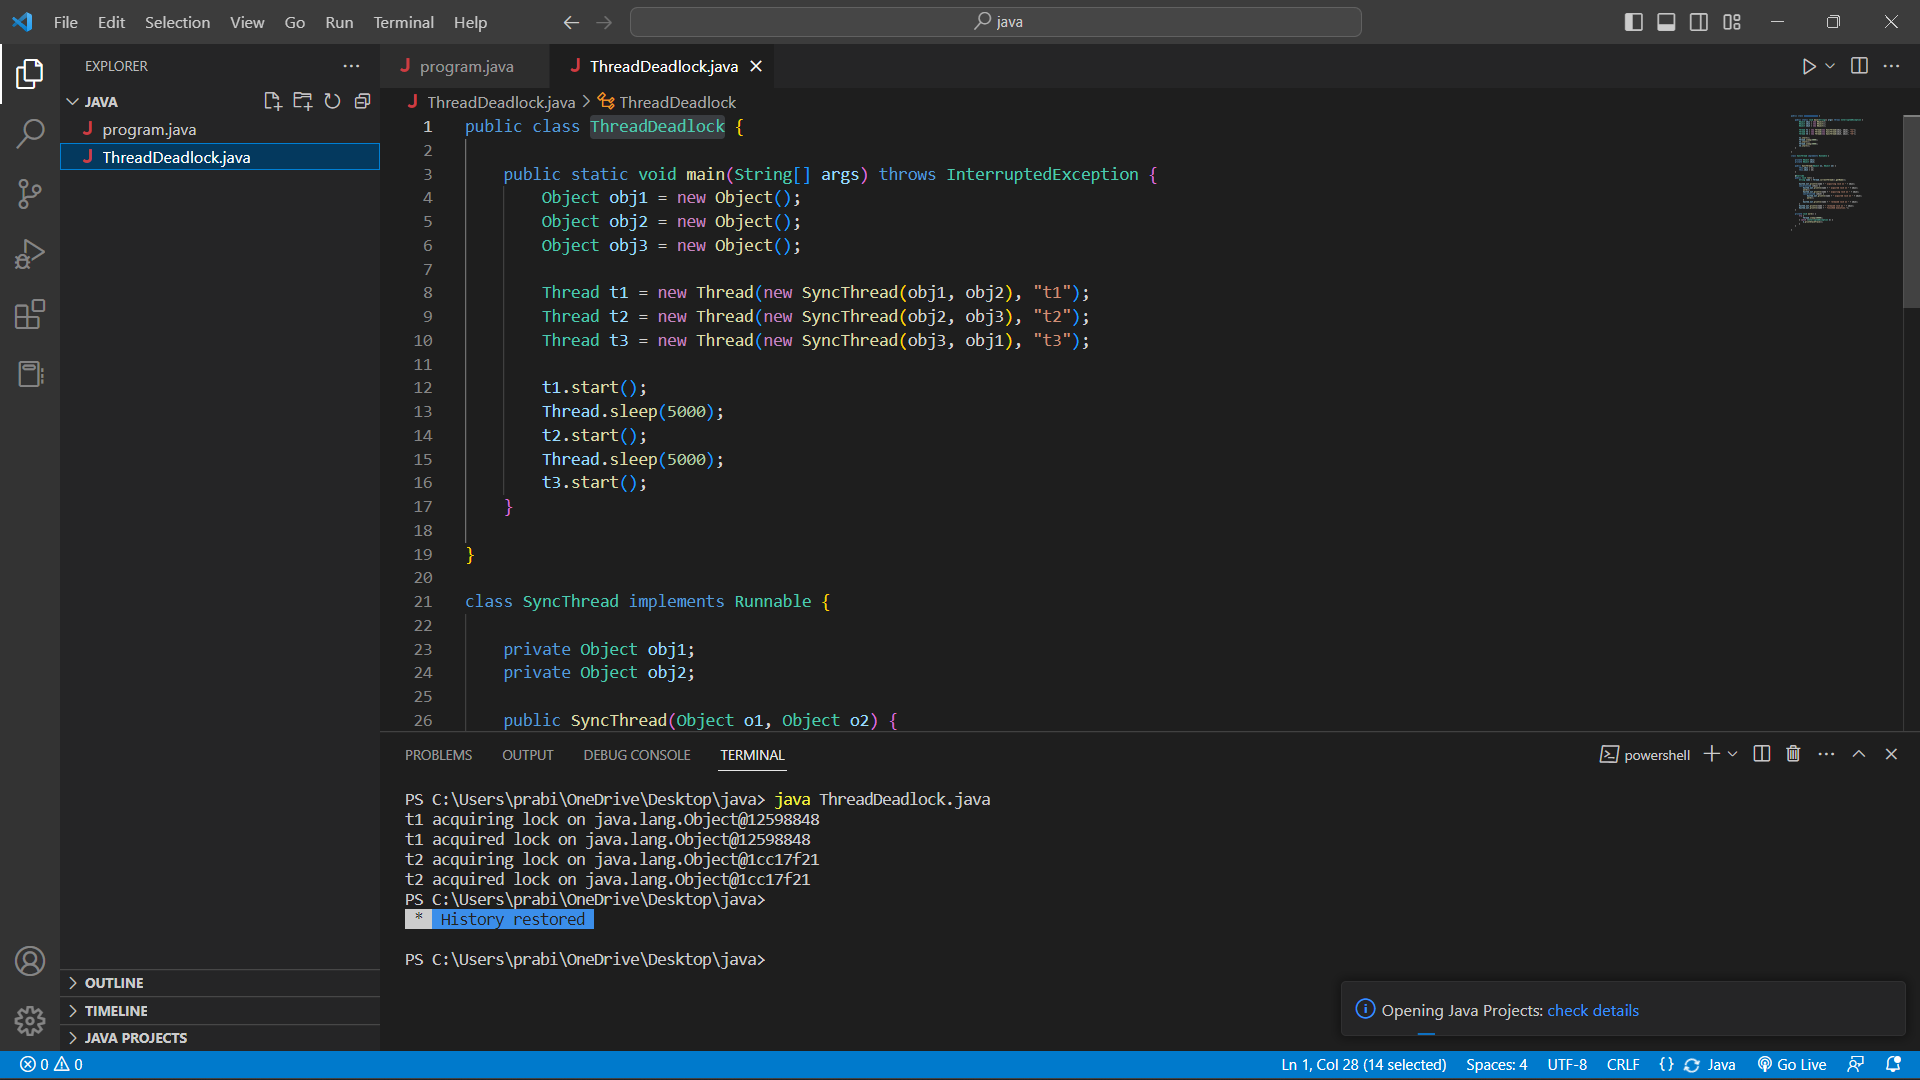 File Edit Selection View Go Run Terminal Help java
EXPLORER
JAVA
program.java
ThreadDeadlock.java
OUTLINE
TIMELINE
JAVA PROJECTS
program.java ThreadDeadlock.java
ThreadDeadlock.java > ThreadDeadlock
1 public class ThreadDeadlock {
2
3 public static void main(String[] args) throws InterruptedException {
4 Object obj1 = new Object();
5 Object obj2 = new Object();
6 Object obj3 = new Object();
7
8 Thread t1 = new Thread(new SyncThread(obj1, obj2), "t1");
9 Thread t2 = new Thread(new SyncThread(obj2, obj3), "t2");
10 Thread t3 = new Thread(new SyncThread(obj3, obj1), "t3");
11
12 t1.start();
13 Thread.sleep(5000);
14 t2.start();
15 Thread.sleep(5000);
16 t3.start();
17 }
18
19 }
20
21 class SyncThread implements Runnable {
22
23 private Object obj1;
24 private Object obj2;
25
26 public SyncThread(Object o1, Object o2) {
PROBLEMS OUTPUT DEBUG CONSOLE TERMINAL powershell
PS C:\Users\prabi\OneDrive\Desktop\java> java ThreadDeadlock.java
t1 acquiring lock on java.lang.Object@12598848
t1 acquired lock on java.lang.Object@12598848
t2 acquiring lock on java.lang.Object@1cc17f21
t2 acquired lock on java.lang.Object@1cc17f21
PS C:\Users\prabi\OneDrive\Desktop\java>
* History restored
PS C:\Users\prabi\OneDrive\Desktop\java>
Opening Java Projects: check details
0 0 Ln 1, Col 28 (14 selected) Spaces: 4 UTF-8 CRLF {} Java Go Live